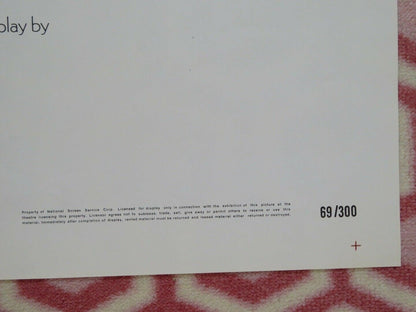 play by
Property of National Screen Service Corp. Licensed for display only in connection with the exhibition of this picture at the
theatre licensing this property. Licensee agrees not to sublease, trade, sell, give away or permit others to receive or use this
material. Immediately after completion of display, rented material must be returned and leased material either returned or destroyed.
69/300